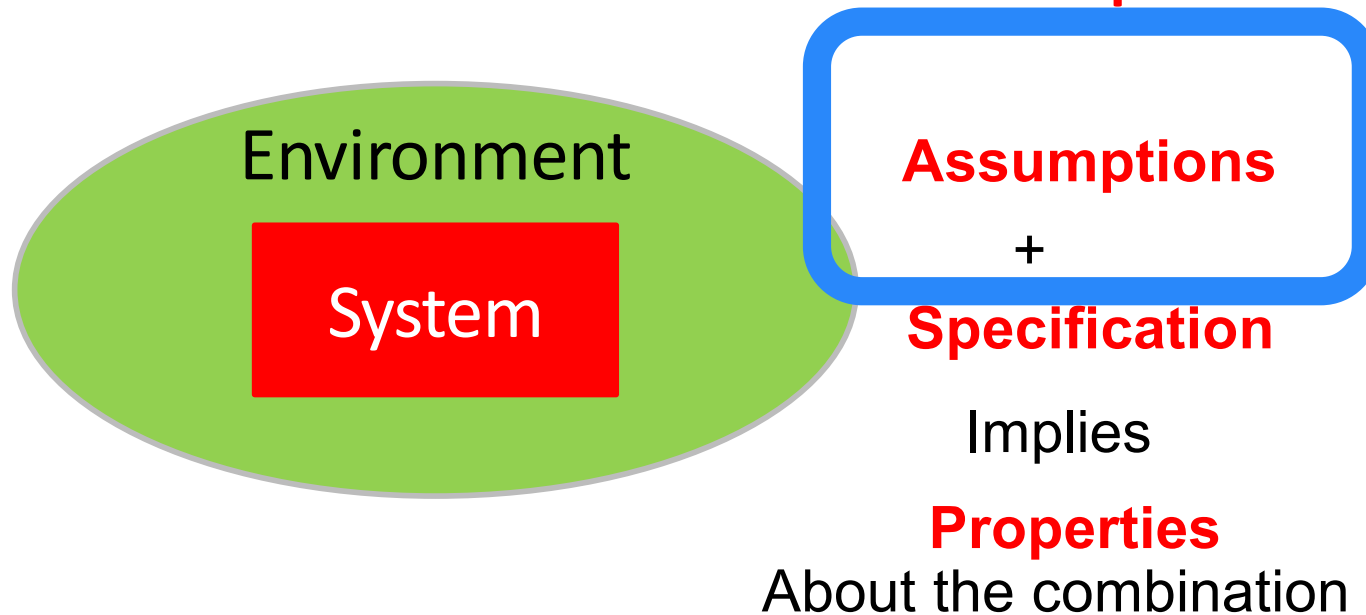 Environment
System
Assumptions
+
Specification
Implies
Properties
About the combination